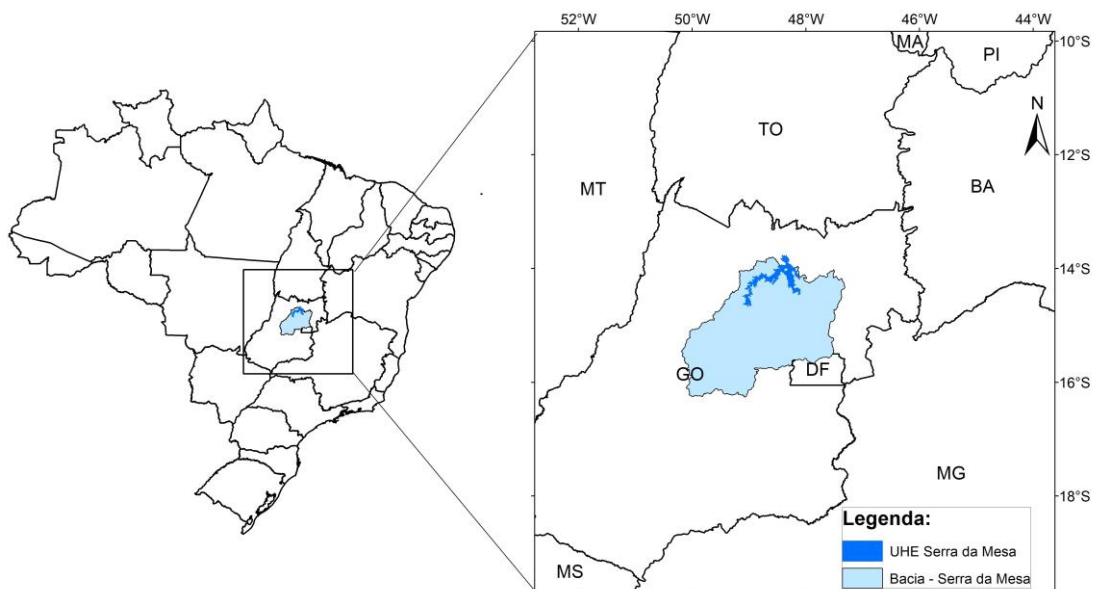 52°W 50°W 48°W 46°W 44°W
MA
10°S
PI
N
TO
12°S
MT
BA
14°S
DF
GO
16°S
MG
18°S
Legenda:
UHE Serra da Mesa
MS
Bacia - Serra da Mesa